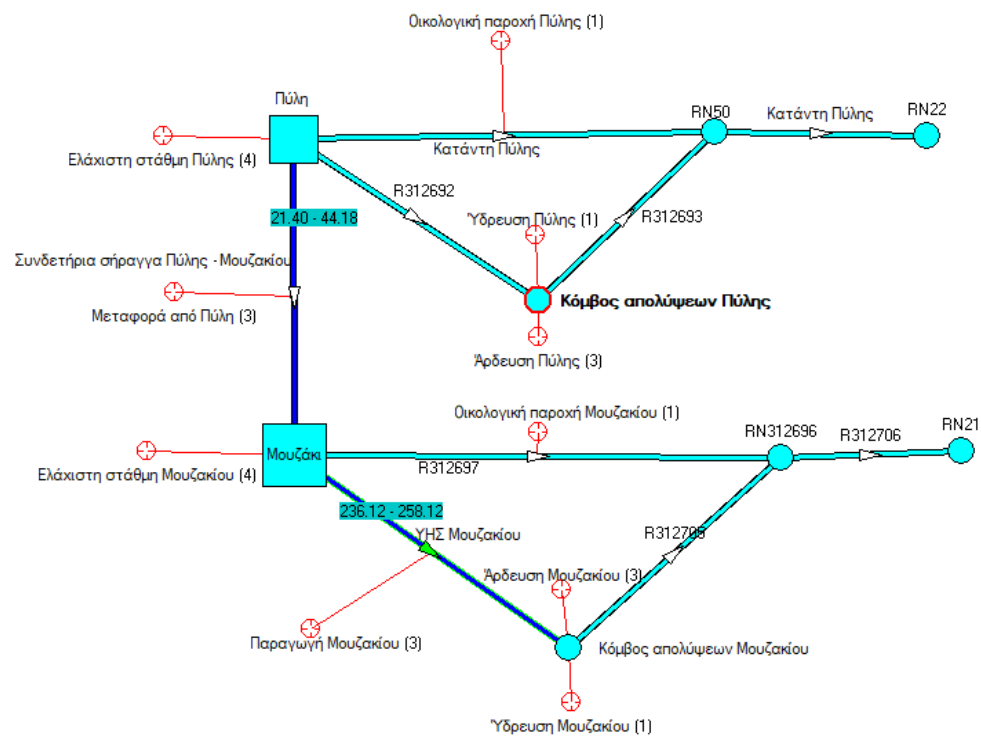 Οικολογική παροχή Πύλης (1)
Πύλη
RN50
Κατάντη Πύλης
RN22
Ελάχιστη στάθμη Πύλης (4)
Κατάντη Πύλης
R312692
21.40 - 44.18
Ύδρευση Πύλης (1)
R312693
Συνδετήρια σήραγγα Πύλης - Μουζακίου
Μεταφορά από Πύλη (3)
Κόμβος απολύψεων Πύλης
Άρδευση Πύλης (3)
Οικολογική παροχή Μουζακίου (1)
RN312696
R312706
RN21
Μουζάκι
Ελάχιστη στάθμη Μουζακίου (4)
R312697
236.12 - 258.12
ΥΗΣ Μουζακίου
R312705
Άρδευση Μουζακίου (3)
Παραγωγή Μουζακίου (3)
Κόμβος απολύψεων Μουζακίου
Ύδρευση Μουζακίου (1)